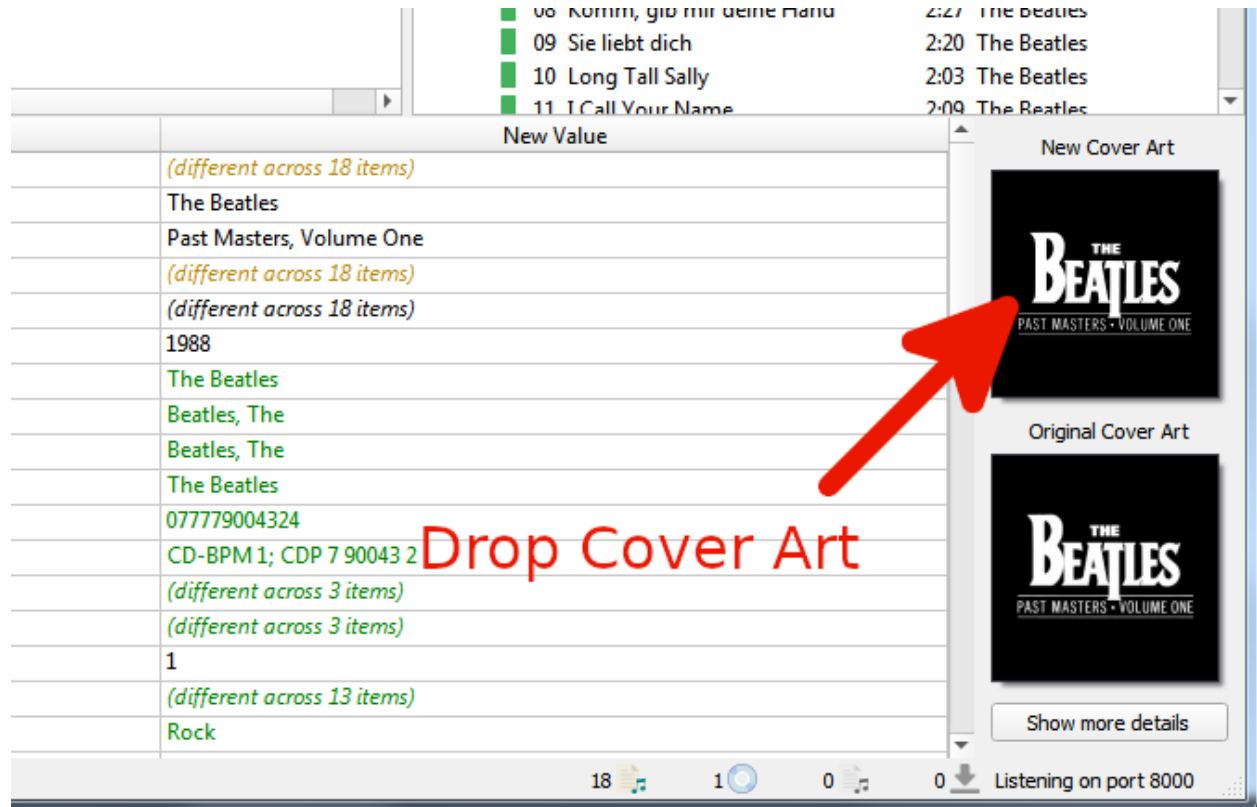 08 Komm, gib mir deine Hand 2:27 The Beatles
09 Sie liebt dich 2:20 The Beatles
10 Long Tall Sally 2:03 The Beatles
11 I Call Your Name 2:09 The Beatles
New Value
(different across 18 items)
The Beatles
Past Masters, Volume One
(different across 18 items)
(different across 18 items)
1988
The Beatles
Beatles, The
Beatles, The
The Beatles
077779004324
CD-BPM 1; CDP 7 90043 2
(different across 3 items)
(different across 3 items)
1
(different across 13 items)
Rock
Drop Cover Art
New Cover Art
THE
BEATLES
PAST MASTERS • VOLUME ONE
Original Cover Art
THE
BEATLES
PAST MASTERS • VOLUME ONE
Show more details
18 1 0 0 Listening on port 8000